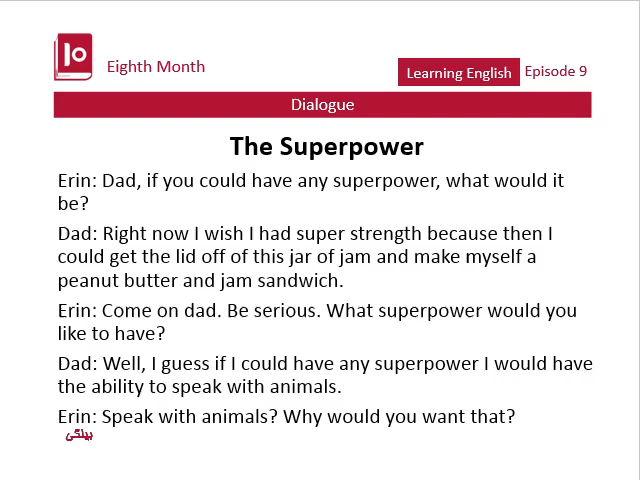 Eighth Month
Learning English Episode 9
Dialogue
The Superpower
Erin: Dad, if you could have any superpower, what would it
be?
Dad: Right now I wish I had super strength because then I
could get the lid off of this jar of jam and make myself a
peanut butter and jam sandwich.
Erin: Come on dad. Be serious. What superpower would you
like to have?
Dad: Well, I guess if I could have any superpower I would have
the ability to speak with animals.
Erin: Speak with animals? Why would you want that?